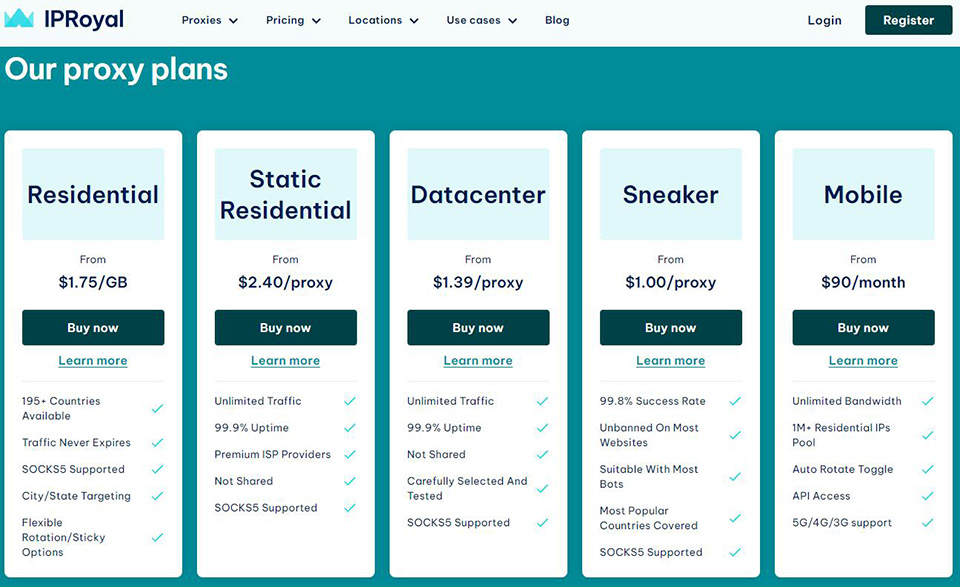 IPRoyal
Proxies
Pricing
Locations
Use cases
Blog
Login
Register
Our proxy plans
Residential
From
$1.75/GB
Buy now
Learn more
195+ Countries
Available
Traffic Never Expires
SOCKS5 Supported
City/State Targeting
Flexible
Rotation/Sticky
Options
Static
Residential
From
$2.40/proxy
Buy now
Learn more
Unlimited Traffic
99.9% Uptime
Premium ISP Providers
Not Shared
SOCKS5 Supported
Datacenter
From
$1.39/proxy
Buy now
Learn more
Unlimited Traffic
99.9% Uptime
Not Shared
Carefully Selected And
Tested
SOCKS5 Supported
Sneaker
From
$1.00/proxy
Buy now
Learn more
99.8% Success Rate
Unbanned On Most
Websites
Suitable With Most
Bots
Most Popular
Countries Covered
SOCKS5 Supported
Mobile
From
$90/month
Buy now
Learn more
Unlimited Bandwidth
1M+ Residential IPs
Pool
Auto Rotate Toggle
API Access
5G/4G/3G support